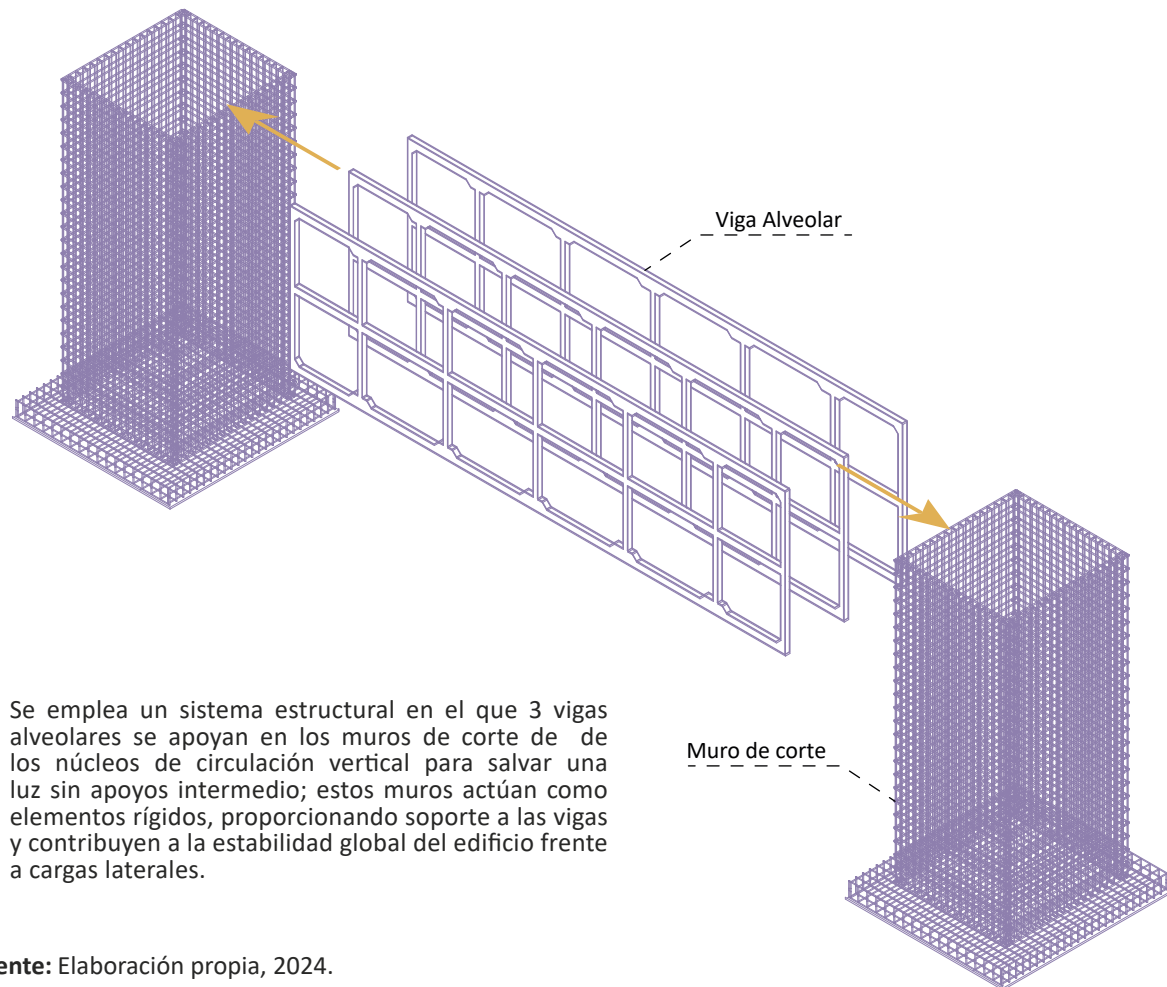 Viga Alveolar
Se emplea un sistema estructural en el que 3 vigas
alveolares se apoyan en los muros de corte de de
los núcleos de circulación vertical para salvar una
luz sin apoyos intermedio; estos muros actúan como
elementos rígidos, proporcionando soporte a las vigas
y contribuyen a la estabilidad global del edificio frente
a cargas laterales.
Muro de corte
ente: Elaboración propia, 2024.